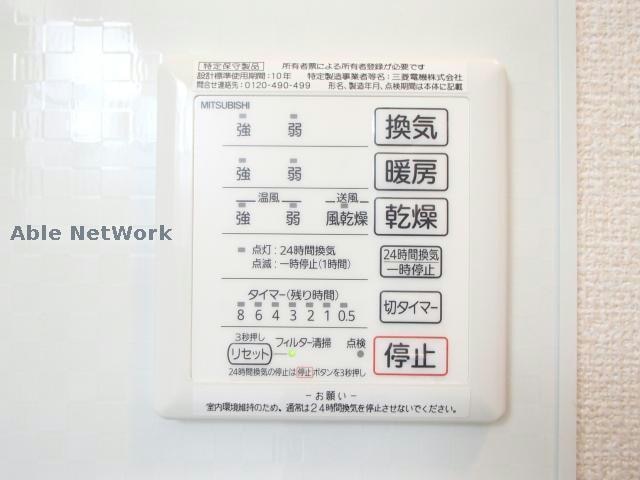 特定保守製品 所有者票による所有者登録が必要です
設計標準使用期間:10年 特定製造事業者等名:三菱電機株式会社
問合せ連絡先:0120-490-499 形名、製造年月、点検期間は本体に記載
MITSUBISHI
強 弱 換気
強 弱 暖房
温風 送風
強 弱 風乾燥 乾燥
点灯:24時間換気
点滅:一時停止(1時間)
24時間換気
一時停止
タイマー(残り時間)
8 6 4 3 2 1 0.5
切タイマー
3秒押し
リセット フィルター清掃 点検
停止
24時間換気の停止は停止ボタンを3秒押し
-お願い-
室内環境維持のため、通常は24時間換気を停止させないでください。
Able NetWork